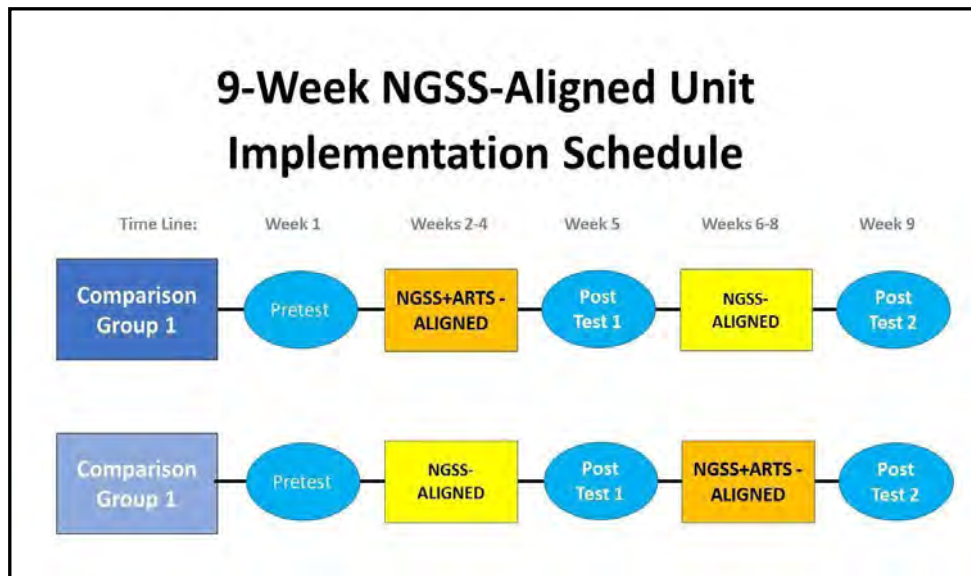 9-Week NGSS-Aligned Unit
Implementation Schedule
Time Line: Week 1 Weeks 2-4 Week 5 Weeks 6-8 Week 9
Comparison
Group 1
Pretest
NGSS+ARTS -
ALIGNED
Post
Test 1
NGSS-
ALIGNED
Post
Test 2
Comparison
Group 1
Pretest
NGSS-
ALIGNED
Post
Test 1
NGSS+ARTS -
ALIGNED
Post
Test 2